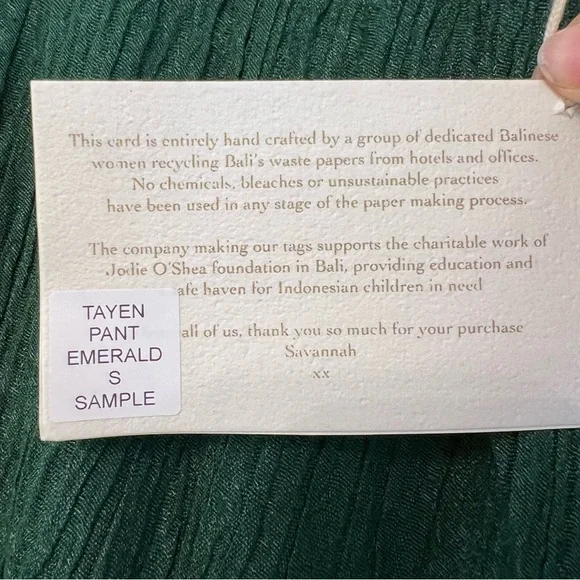 This card is entirely hand crafted by a group of dedicated Balinese
women recycling Bali's waste papers from hotels and offices.
No chemicals, bleaches or unsustainable practices
have been used in any stage of the paper making process.
The company making our tags supports the charitable work of
Jodie O'Shea foundation in Bali, providing education and
afe haven for Indonesian children in need
all of us, thank you so much for your purchase
Savannah
xx
TAYEN
PANT
EMERALD
S
SAMPLE